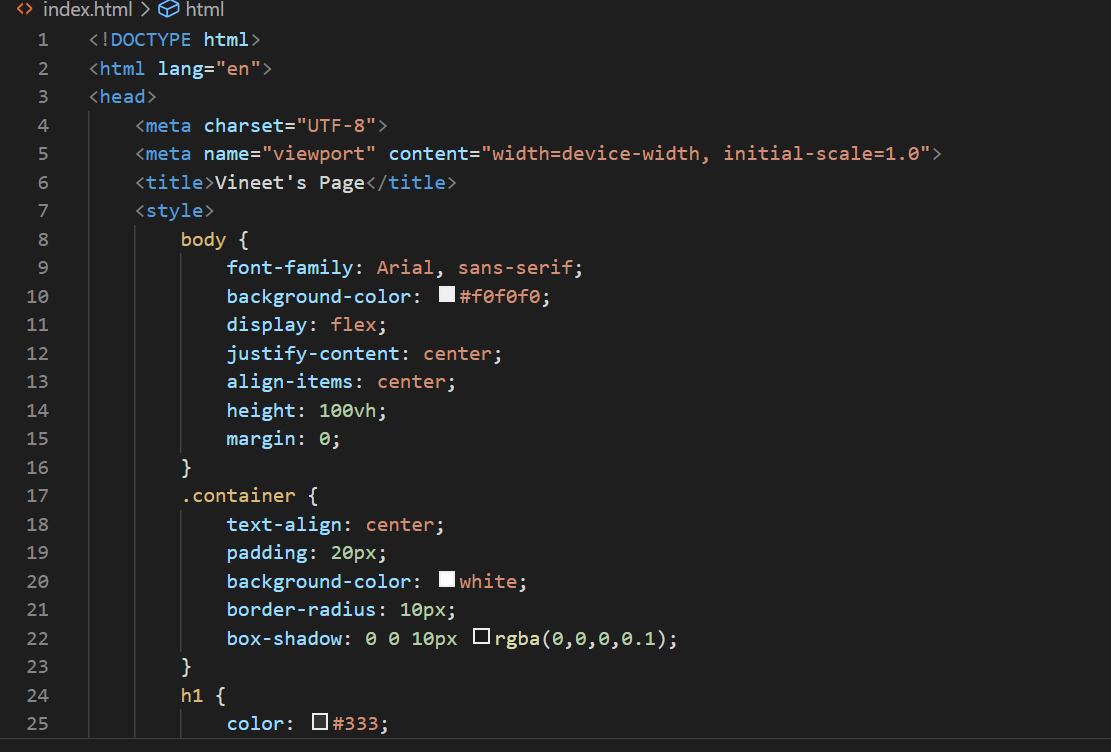 index.html > html
1 <!DOCTYPE html>
2 <html lang="en">
3 <head>
4     <meta charset="UTF-8">
5     <meta name="viewport" content="width=device-width, initial-scale=1.0">
6     <title>Vineet's Page</title>
7     <style>
8         body {
9             font-family: Arial, sans-serif;
10             background-color: #f0f0f0;
11             display: flex;
12             justify-content: center;
13             align-items: center;
14             height: 100vh;
15             margin: 0;
16         }
17         .container {
18             text-align: center;
19             padding: 20px;
20             background-color: white;
21             border-radius: 10px;
22             box-shadow: 0 0 10px rgba(0,0,0,0.1);
23         }
24         h1 {
25             color: #333;